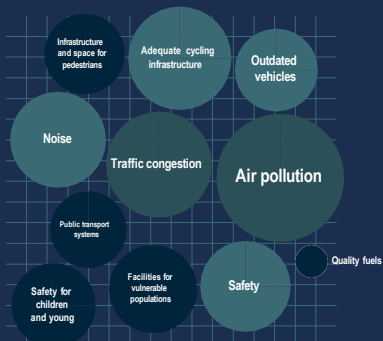 Infrastructure
and space for
pedestrians
Adequate cycling
infrastructure
Outdated
vehicles
Noise
Traffic congestion
Air pollution
Public transport
systems
Facilities for
vulnerable
populations
Safety
Quality fuels
Safety for
children
and young